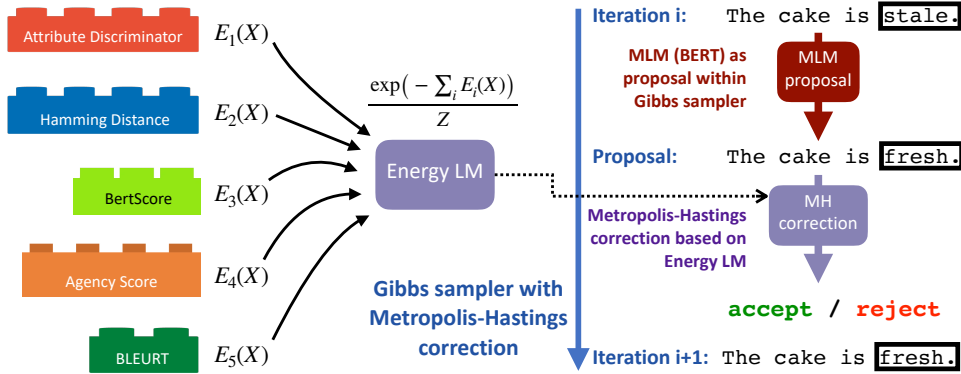 Attribute Discriminator
E₁(X)
Hamming Distance
E₂(X)
BertScore
E₃(X)
Agency Score
E₄(X)
BLEURT
E₅(X)
exp(−∑ᵢ Eᵢ(X))
Z
Energy LM
Gibbs sampler with
Metropolis-Hastings
correction
Iteration i:
The cake is stale.
MLM (BERT) as
proposal within
Gibbs sampler
MLM
proposal
Proposal:
The cake is fresh.
Metropolis-Hastings
correction based on
Energy LM
MH
correction
accept / reject
Iteration i+1:
The cake is fresh.